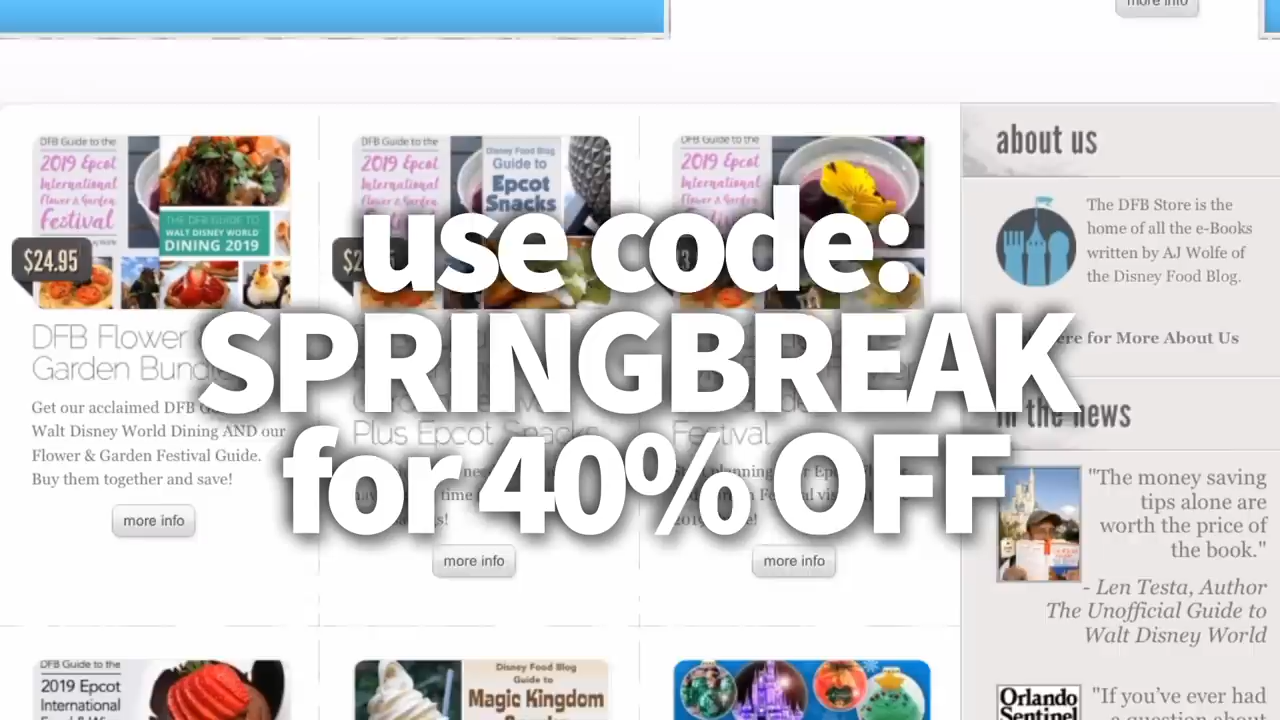 more info
DFB Guide to the
2019 Epcot
International
Flower & Garden
Festival
THE DFB GUIDE TO
WALT DISNEY WORLD
DINING 2019
$24.95
DFB Flower
Garden
Get our acclaimed DFB
Walt Disney World Dining AND our
Flower & Garden Festival Guide.
Buy them together and save!
more info
DFB Guide to the
2019 Epcot
International
Flower & Garden
Disney Food Blog
Guide to
Epcot
Snacks
Plus Epcot Snacks
more info
DFB Guide to the
2019 Epcot
International
Flower & Garden
Festival
more info
use code:
SPRINGBREAK
for 40% OFF
about us
The DFB Store is the
home of all the e-Books
written by AJ Wolfe of
the Disney Food Blog.
for More About Us
in the news
"The money saving
tips alone are
worth the price of
the book."
- Len Testa, Author
The Unofficial Guide to
Walt Disney World
Orlando
Sentinel
"If you've ever had
a question about
DFB Guide to the
2019 Epcot
International
Disney Food Blog
Guide to
Magic Kingdom